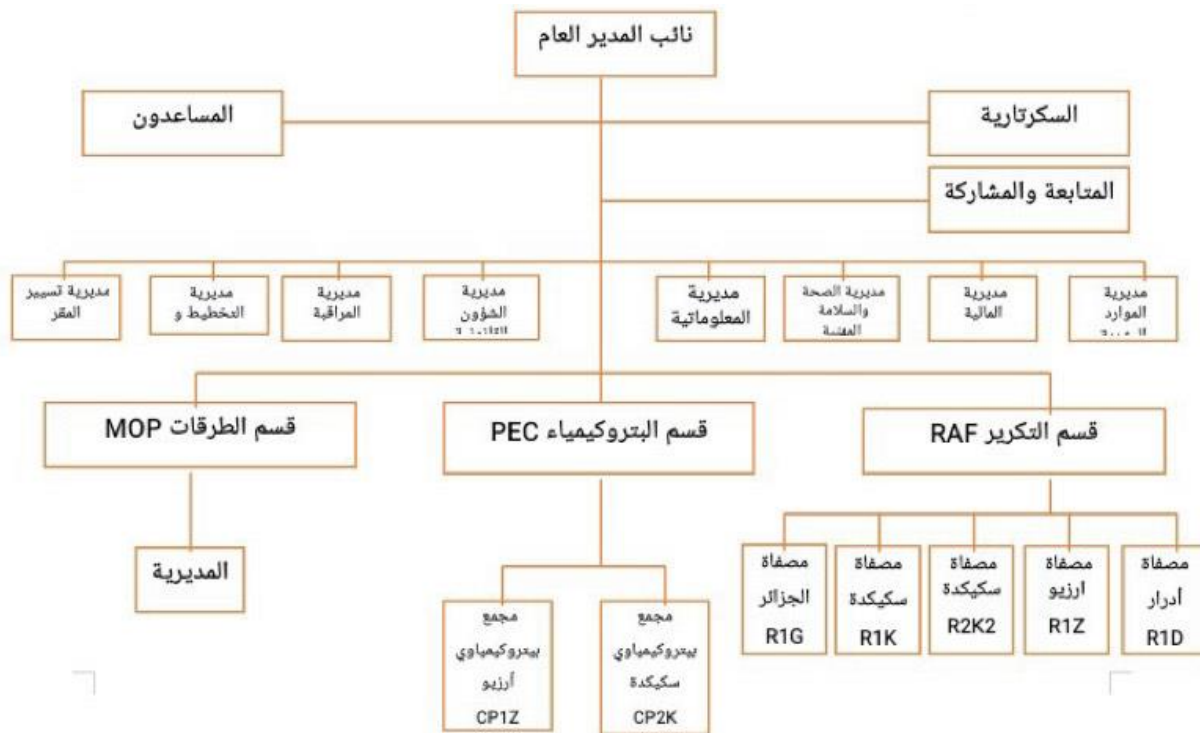 نائب المدير العام
السكرتارية
المساعدون
المتابعة والمشاركة
مديرية
الموارد
مديرية
المالية
مديرية الصحة
والسلامة
المهنية
مديرية
المعلوماتية
مديرية
الشؤون
مديرية
المراقبة
مديرية
التخطيط و
مديرية تسيير
المقر
قسم التكرير RAF
قسم البتروكيمياء PEC
قسم الطرقات MOP
مصفاة
أدرار
R1D
مصفاة
ارزيو
R1Z
مصفاة
سكيكدة
R2K2
مصفاة
سكيكدة
R1K
مصفاة
الجزائر
R1G
المديرية
مجمع
بيتروكيمياوي
سكيكدة
CP2K
مجمع
بيتروكيمياوي
أرزيو
CP1Z